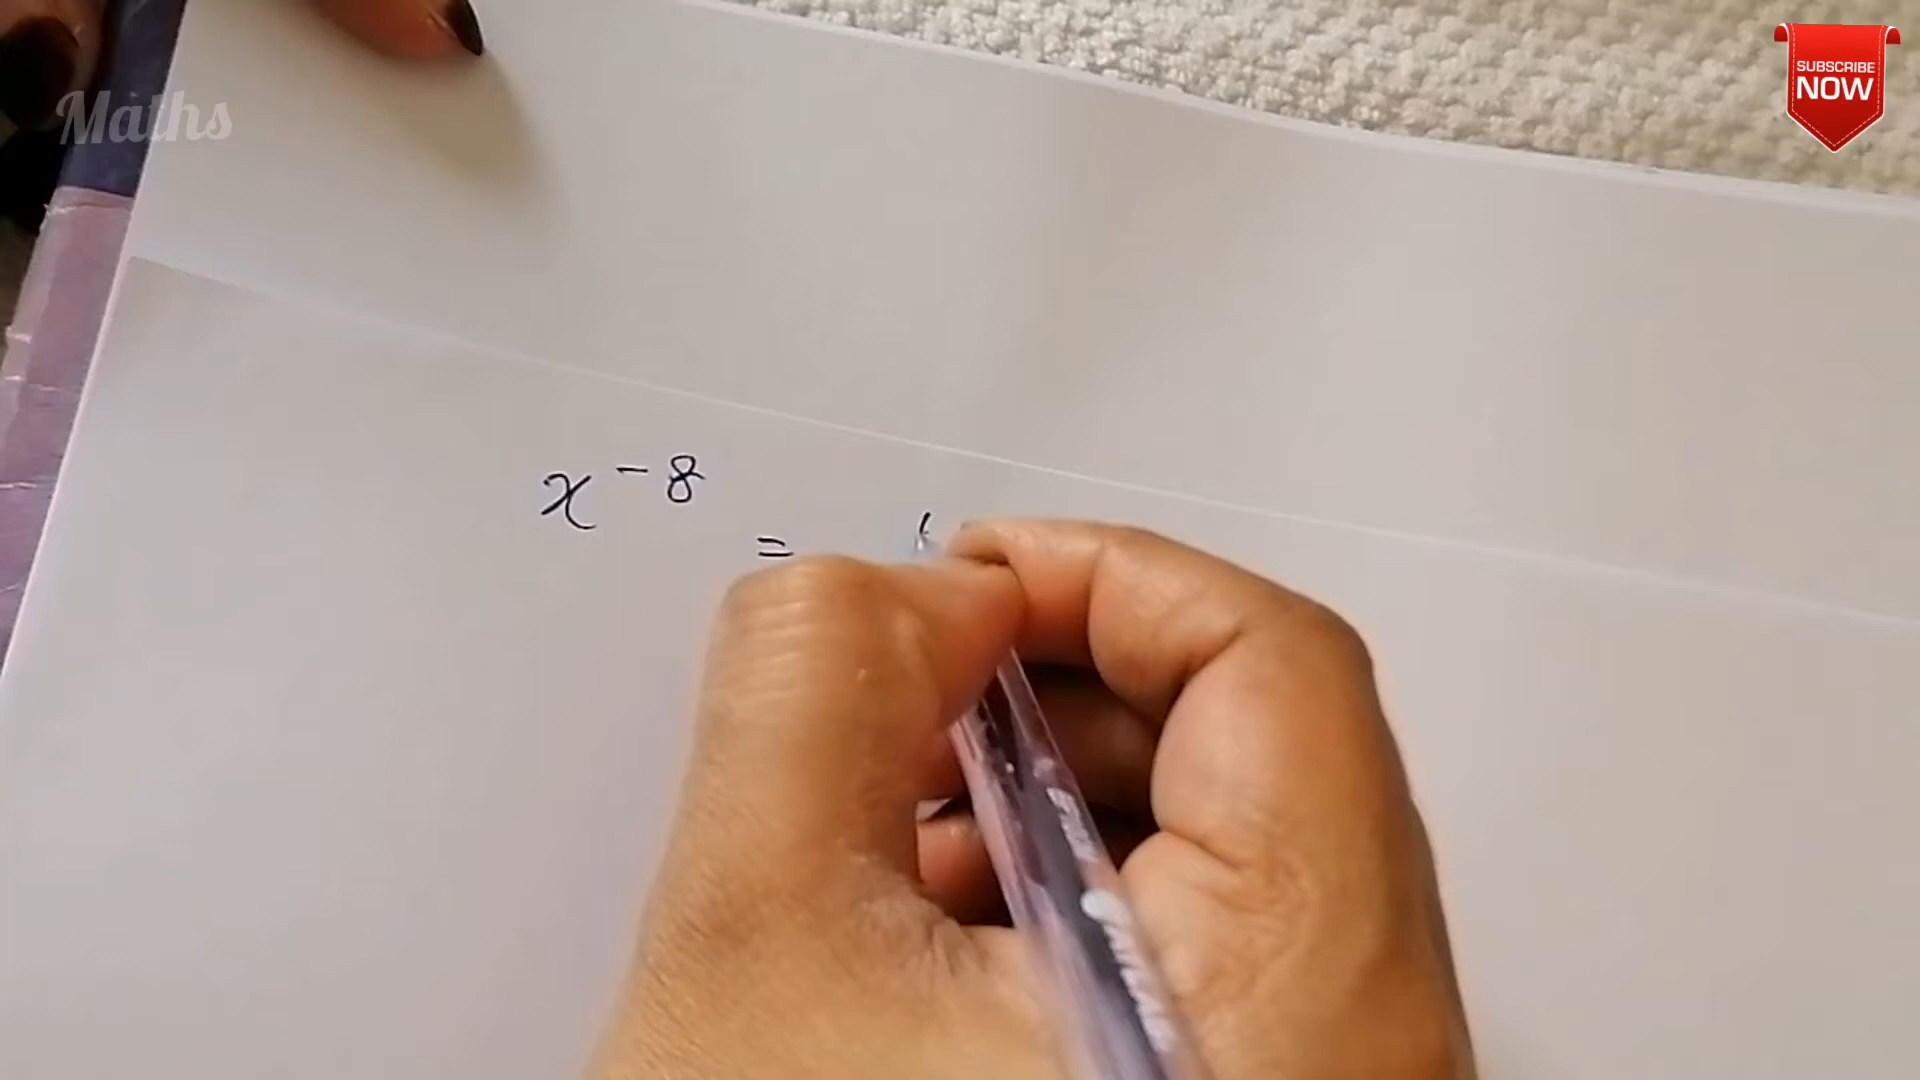 Maths
SUBSCRIBE
NOW
x⁻⁸
=